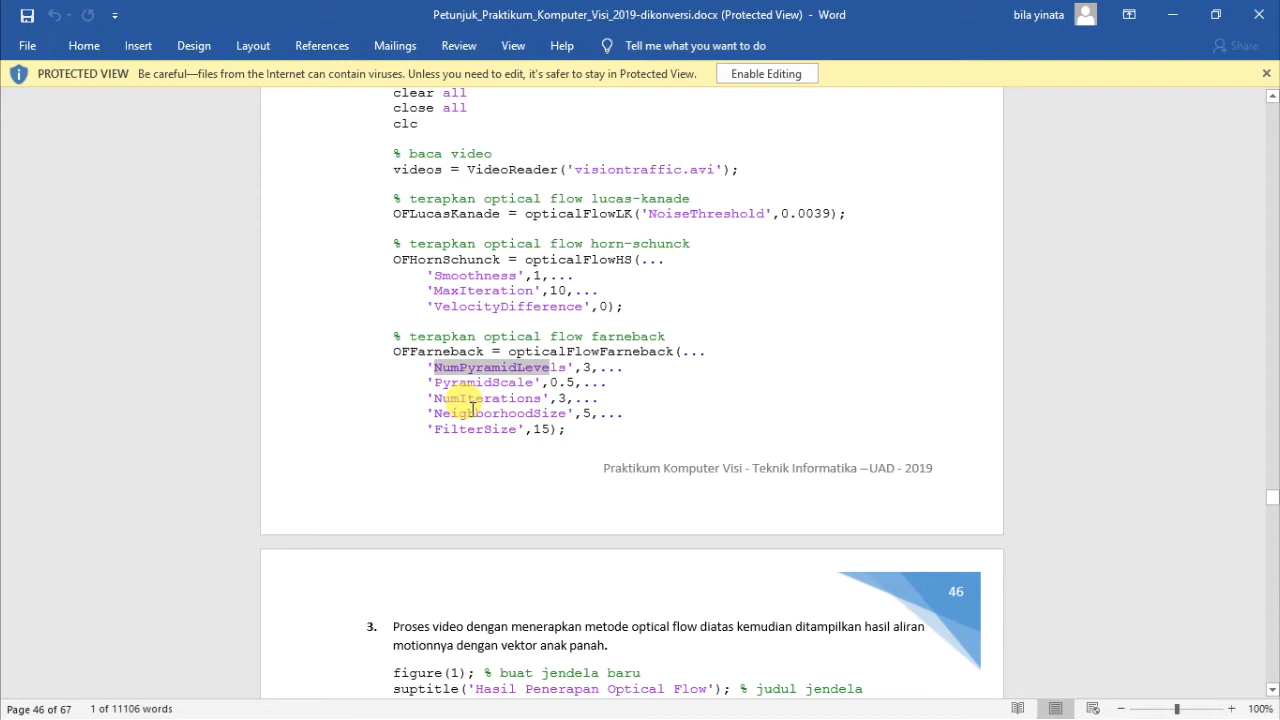 Petunjuk_Praktikum_Komputer_Visi_2019-dikonversi.docx (Protected View) - Word
bila yinata
File Home Insert Design Layout References Mailings Review View Help Tell me what you want to do Share
PROTECTED VIEW Be careful—files from the Internet can contain viruses. Unless you need to edit, it's safer to stay in Protected View. Enable Editing
clear all
close all
clc
% baca video
videos = VideoReader('visiontraffic.avi');
% terapkan optical flow lucas-kanade
OFLucasKanade = opticalFlowLK('NoiseThreshold',0.0039);
% terapkan optical flow horn-schunck
OFHornSchunck = opticalFlowHS(...
'Smoothness',1,...
'MaxIteration',10,...
'VelocityDifference',0);
% terapkan optical flow farneback
OFFarneback = opticalFlowFarneback(...
'NumPyramidLevels',3,...
'PyramidScale',0.5,...
'NumIterations',3,...
'NeighborhoodSize',5,...
'FilterSize',15);
Praktikum Komputer Visi - Teknik Informatika –UAD - 2019
46
3. Proses video dengan menerapkan metode optical flow diatas kemudian ditampilkan hasil aliran
motionnya dengan vektor anak panah.
figure(1); % buat jendela baru
suptitle('Hasil Penerapan Optical Flow'); % judul jendela
Page 46 of 67 1 of 11106 words 100%